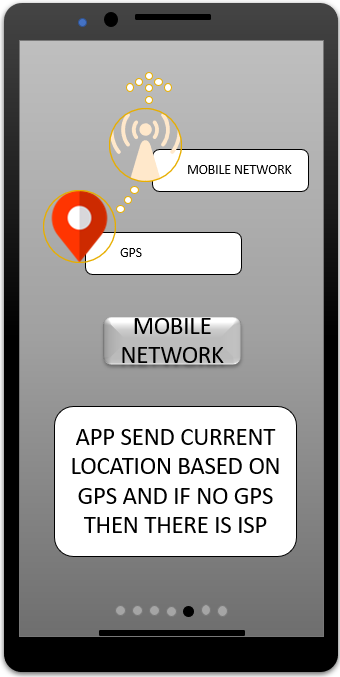 MOBILE NETWORK
GPS
MOBILE
NETWORK
APP SEND CURRENT
LOCATION BASED ON
GPS AND IF NO GPS
THEN THERE IS ISP